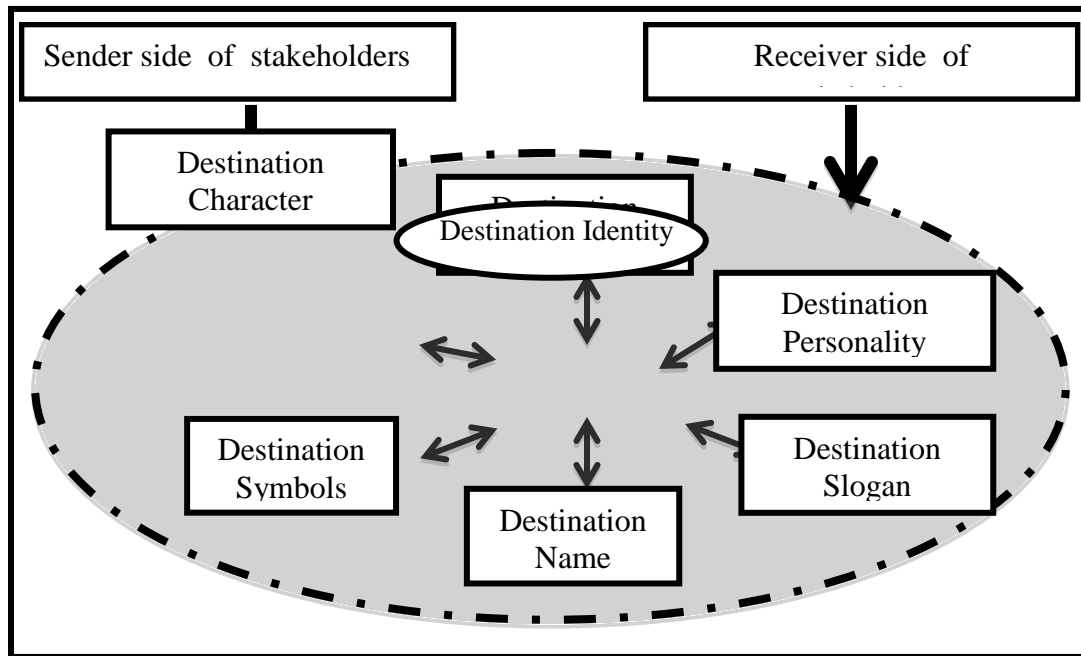 Sender side of stakeholders
Receiver side of
Destination
Character
Destination Identity
Destination
Personality
Destination
Symbols
Destination
Slogan
Destination
Name